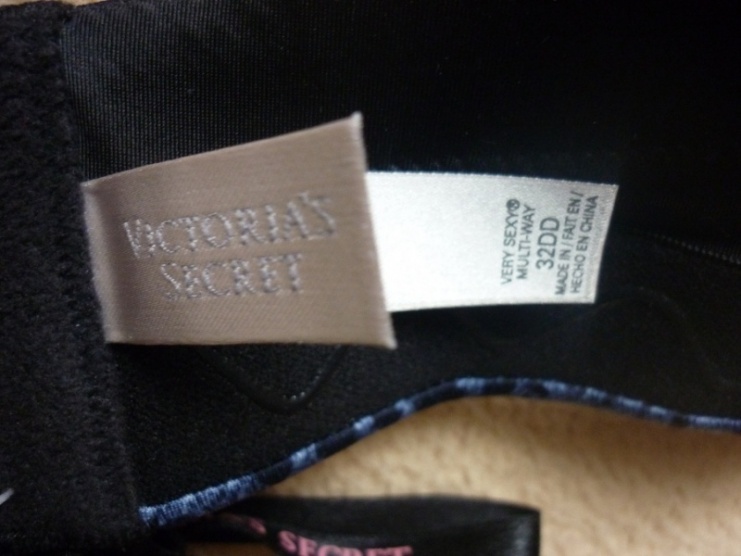 VICTORIA'S
SECRET
VERY SEXY®
MULTI-WAY
32DD
MADE IN / FAIT EN /
HECHO EN CHINA
SECRET